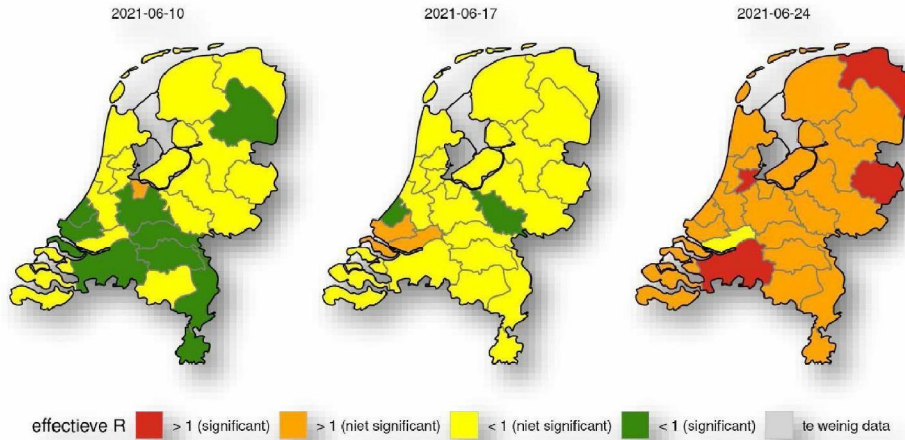 2021-06-10 2021-06-17 2021-06-24
effectieve R > 1 (significant) > 1 (niet significant) < 1 (niet significant) < 1 (significant) te weinig data